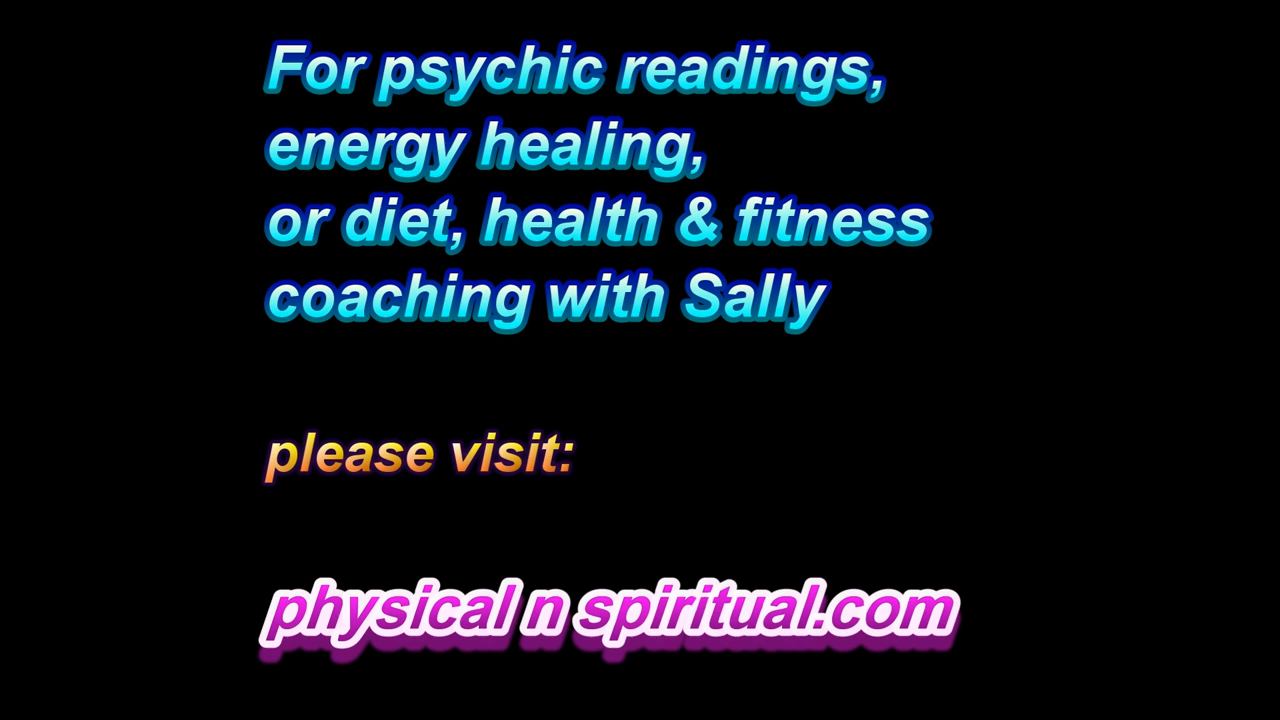 For psychic readings,
energy healing,
or diet, health & fitness
coaching with Sally
please visit:
physical n spiritual.com